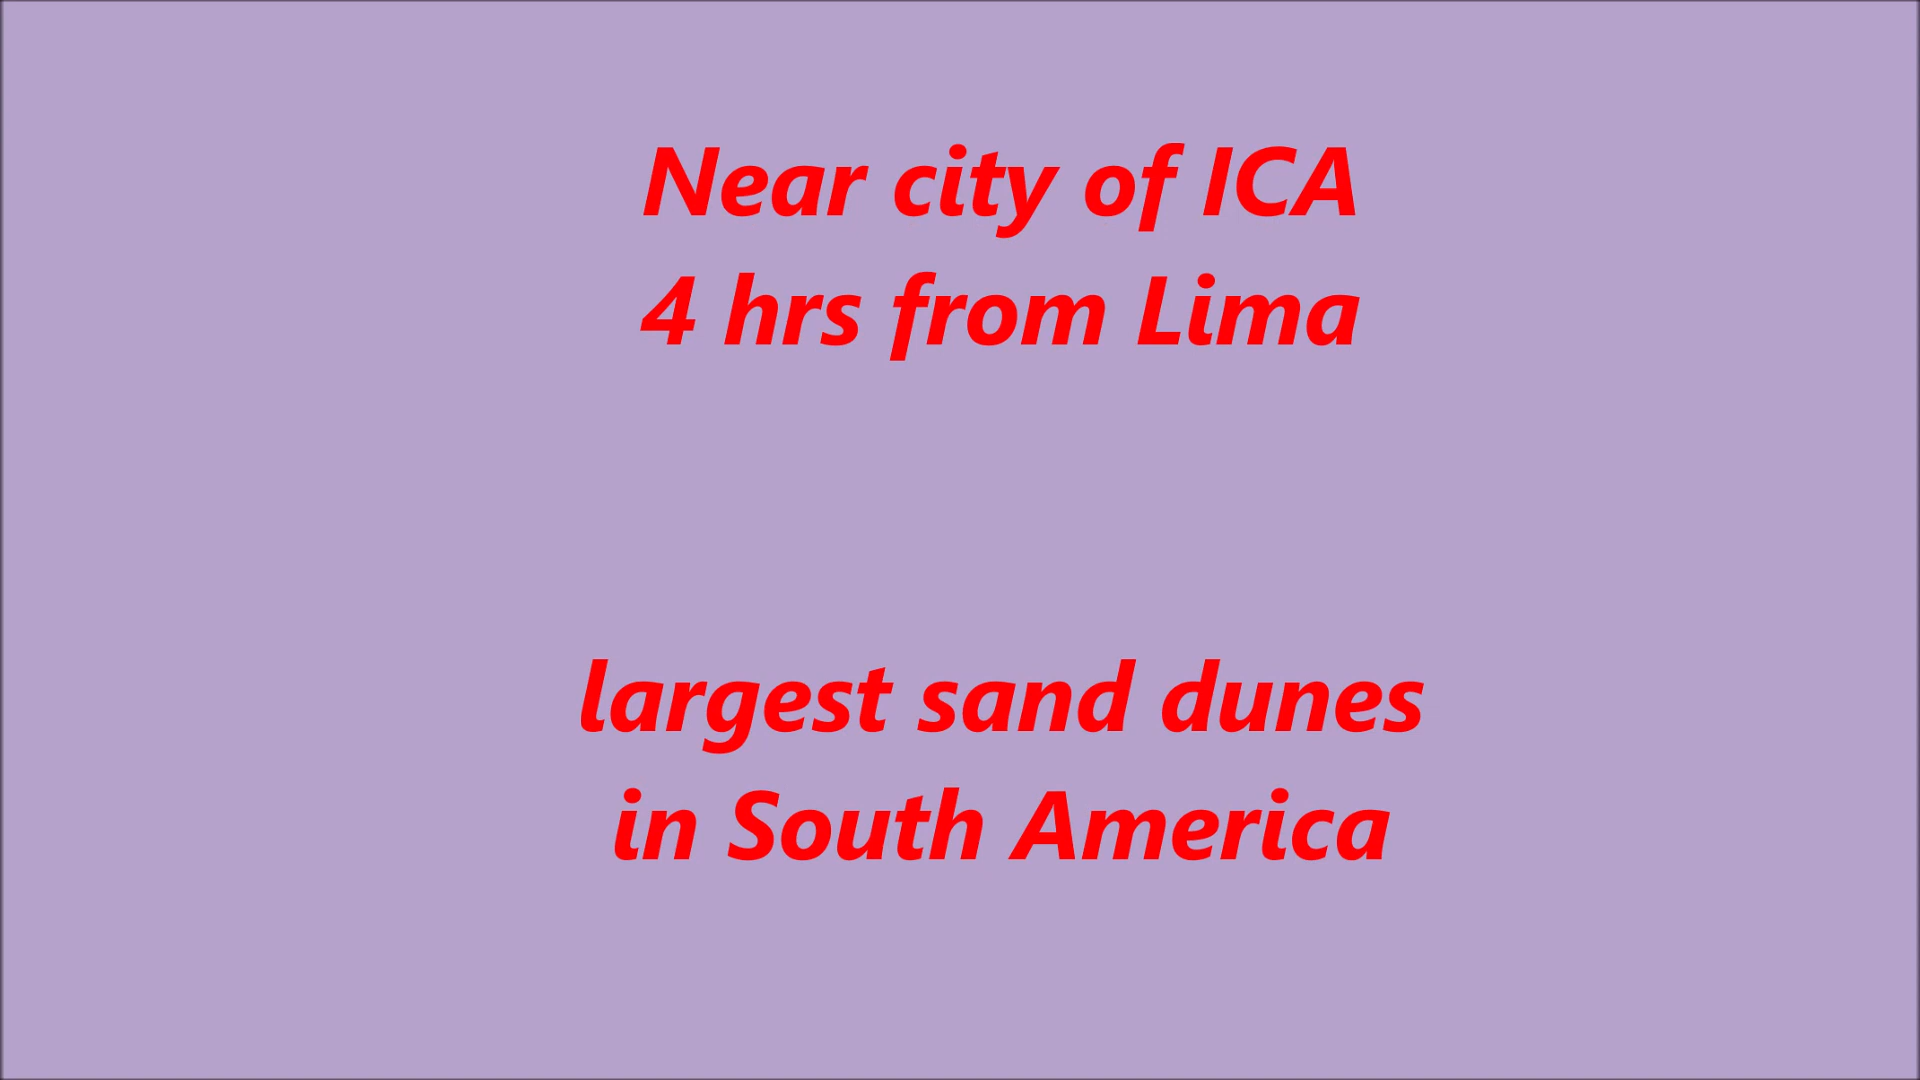 Near city of ICA
4 hrs from Lima
largest sand dunes
in South America